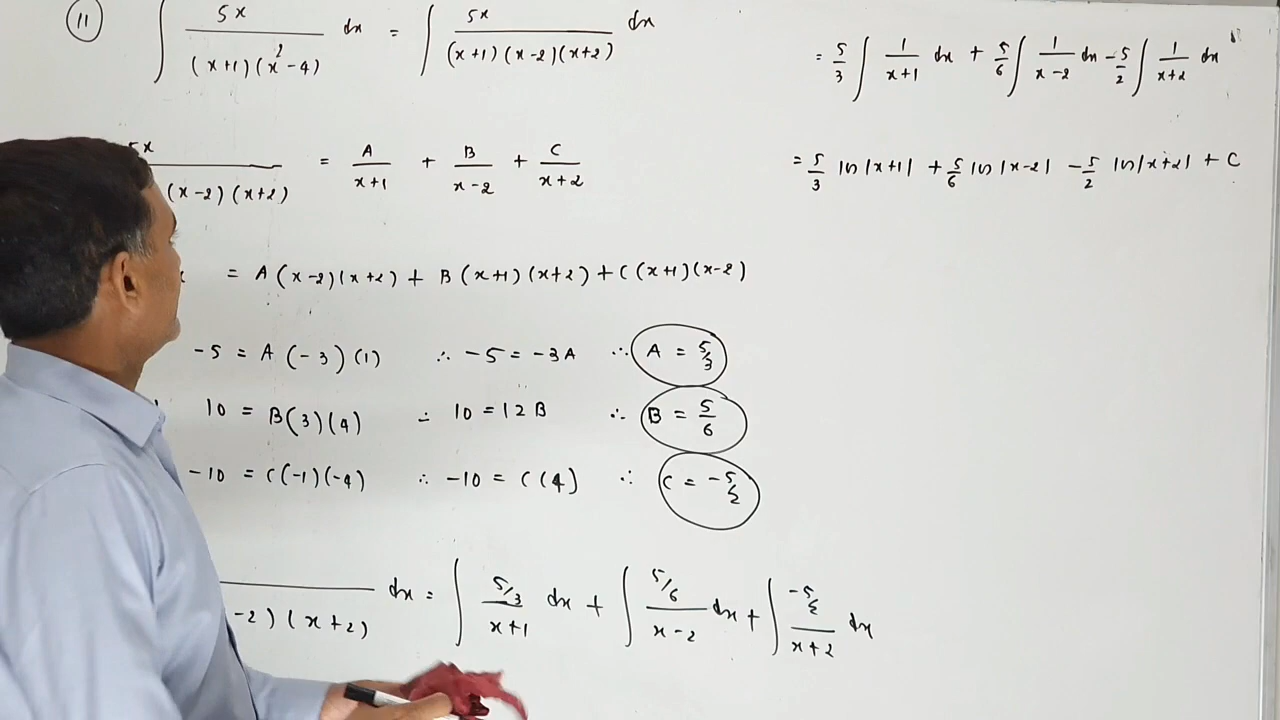 (11) ∫ 5x / (x+1)(x²-4) dx = ∫ 5x / (x+1)(x-2)(x+2) dx
5x / (x-2)(x+2) = A/x+1 + B/x-2 + C/x+2
x = A(x-2)(x+2) + B(x+1)(x+2) + C(x+1)(x-2)
-5 = A(-3)(1) ∴ -5 = -3A ∴ A = 5/3
10 = B(3)(4) ∴ 10 = 12B ∴ B = 5/6
-10 = C(-1)(-4) ∴ -10 = C(4) ∴ C = -5/2
-2)(x+2) dx = ∫ 5/3 / x+1 dx + ∫ 5/6 / x-2 dx + ∫ -5/2 / x+2 dx
= 5/3 ∫ 1/x+1 dx + 5/6 ∫ 1/x-2 dx - 5/2 ∫ 1/x+2 dx
= 5/3 ln|x+1| + 5/6 ln|x-2| - 5/2 ln|x+2| + C